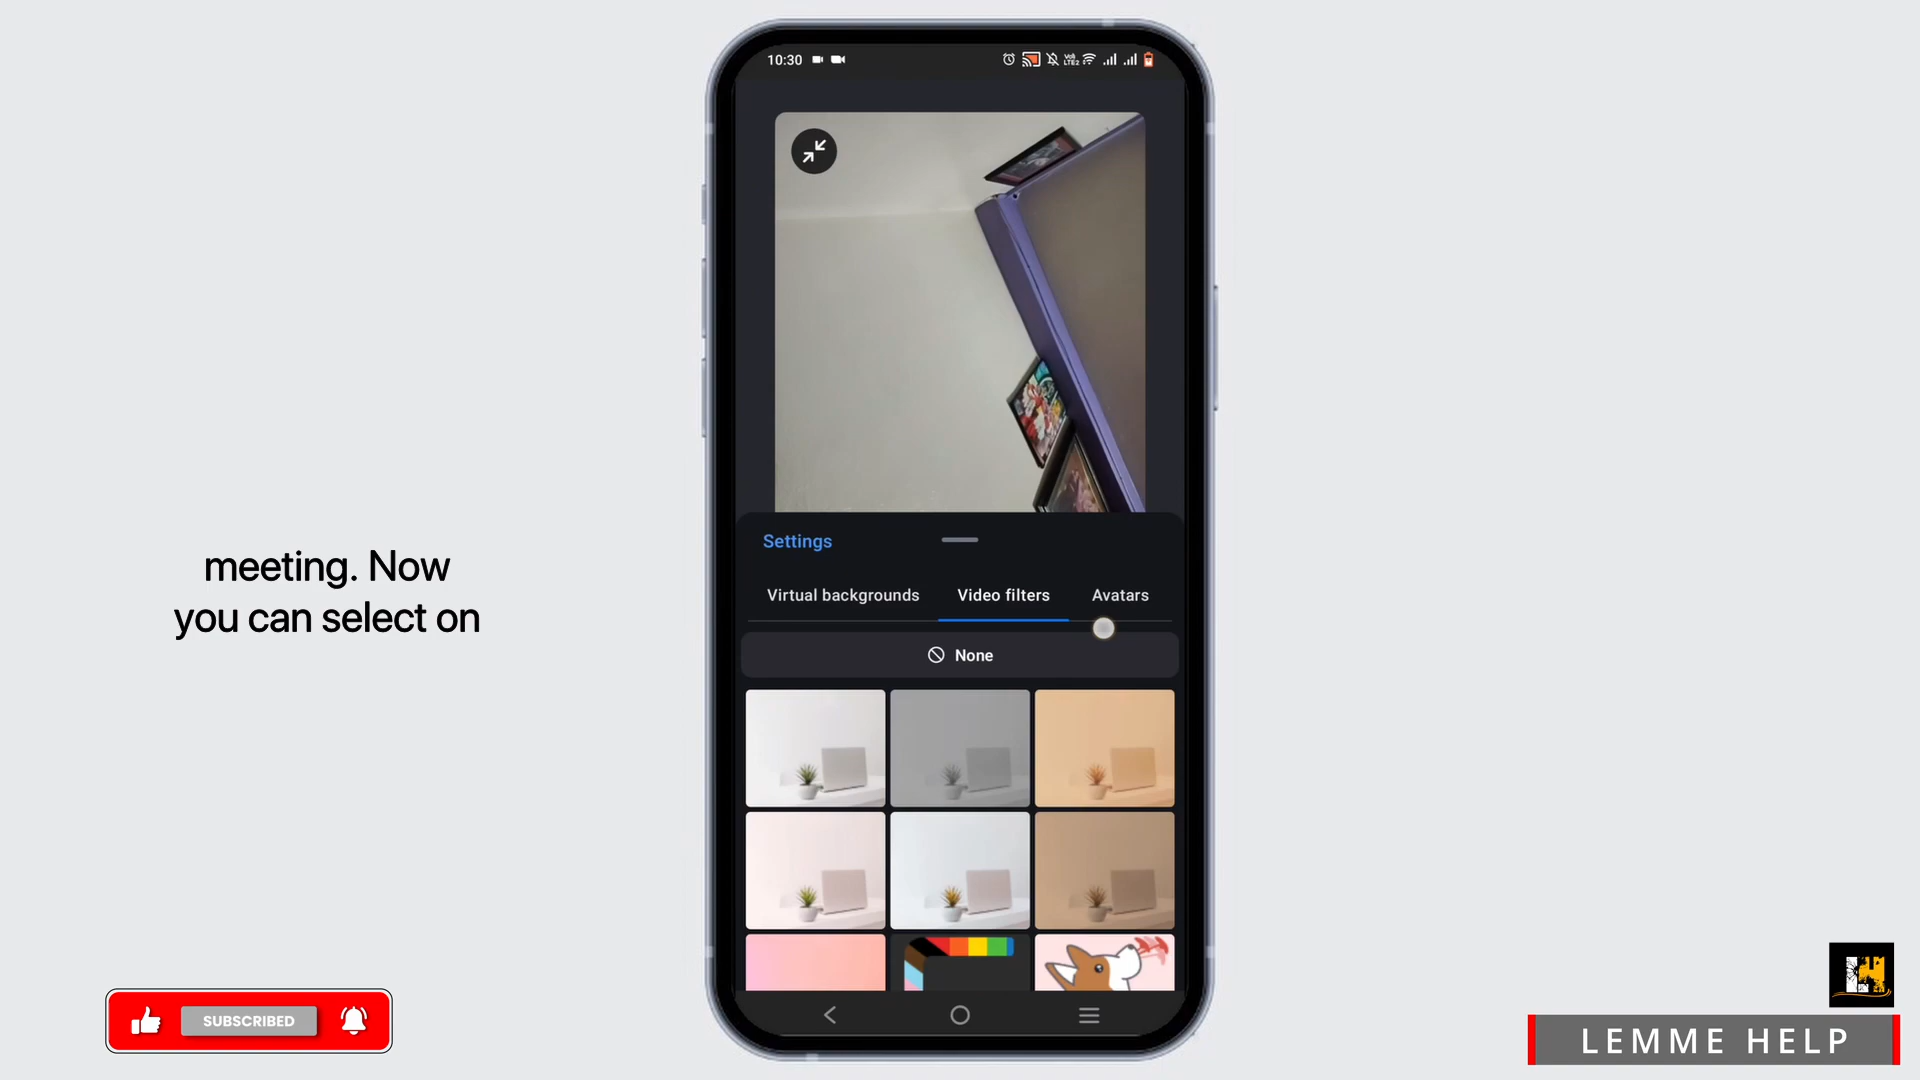 10:30
Settings
Virtual backgrounds Video filters Avatars
None
meeting. Now
you can select on
SUBSCRIBED
LEMME HELP